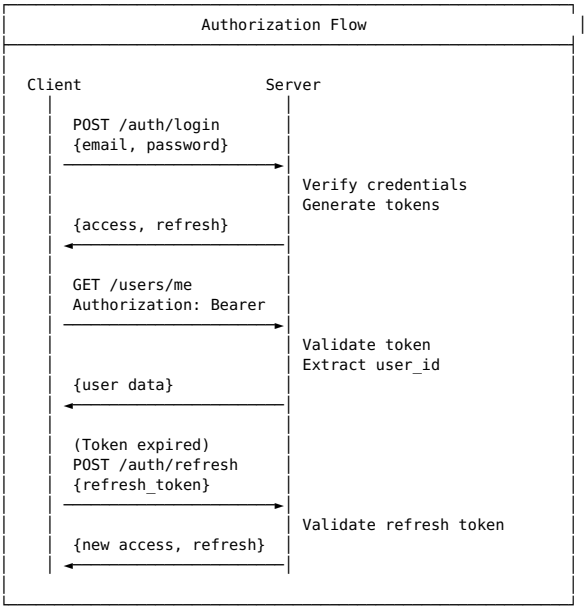 Authorization Flow
Client Server
POST /auth/login
{email, password}
Verify credentials
Generate tokens
{access, refresh}
GET /users/me
Authorization: Bearer
Validate token
Extract user_id
{user data}
(Token expired)
POST /auth/refresh
{refresh_token}
Validate refresh token
{new access, refresh}